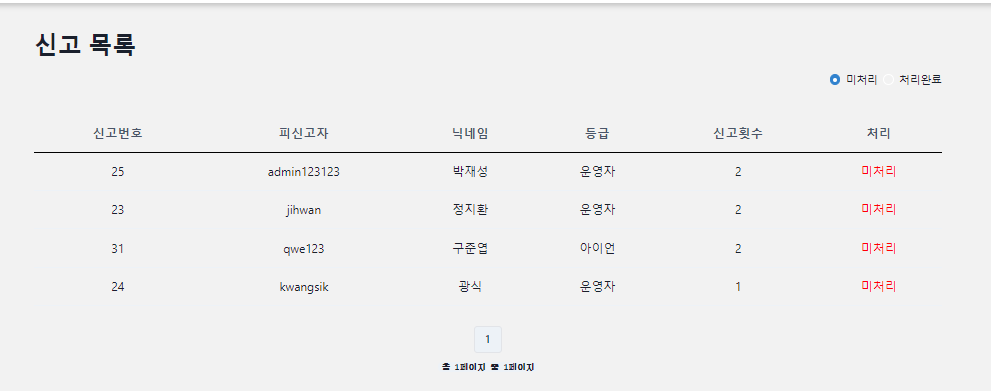 신고 목록
미처리 처리완료
신고번호 피신고자 닉네임 등급 신고횟수 처리
25 admin123123 박재성 운영자 2 미처리
23 jihwan 정지환 운영자 2 미처리
31 qwe123 구준엽 아이언 2 미처리
24 kwangsik 광식 운영자 1 미처리
1
총 1페이지 중 1페이지